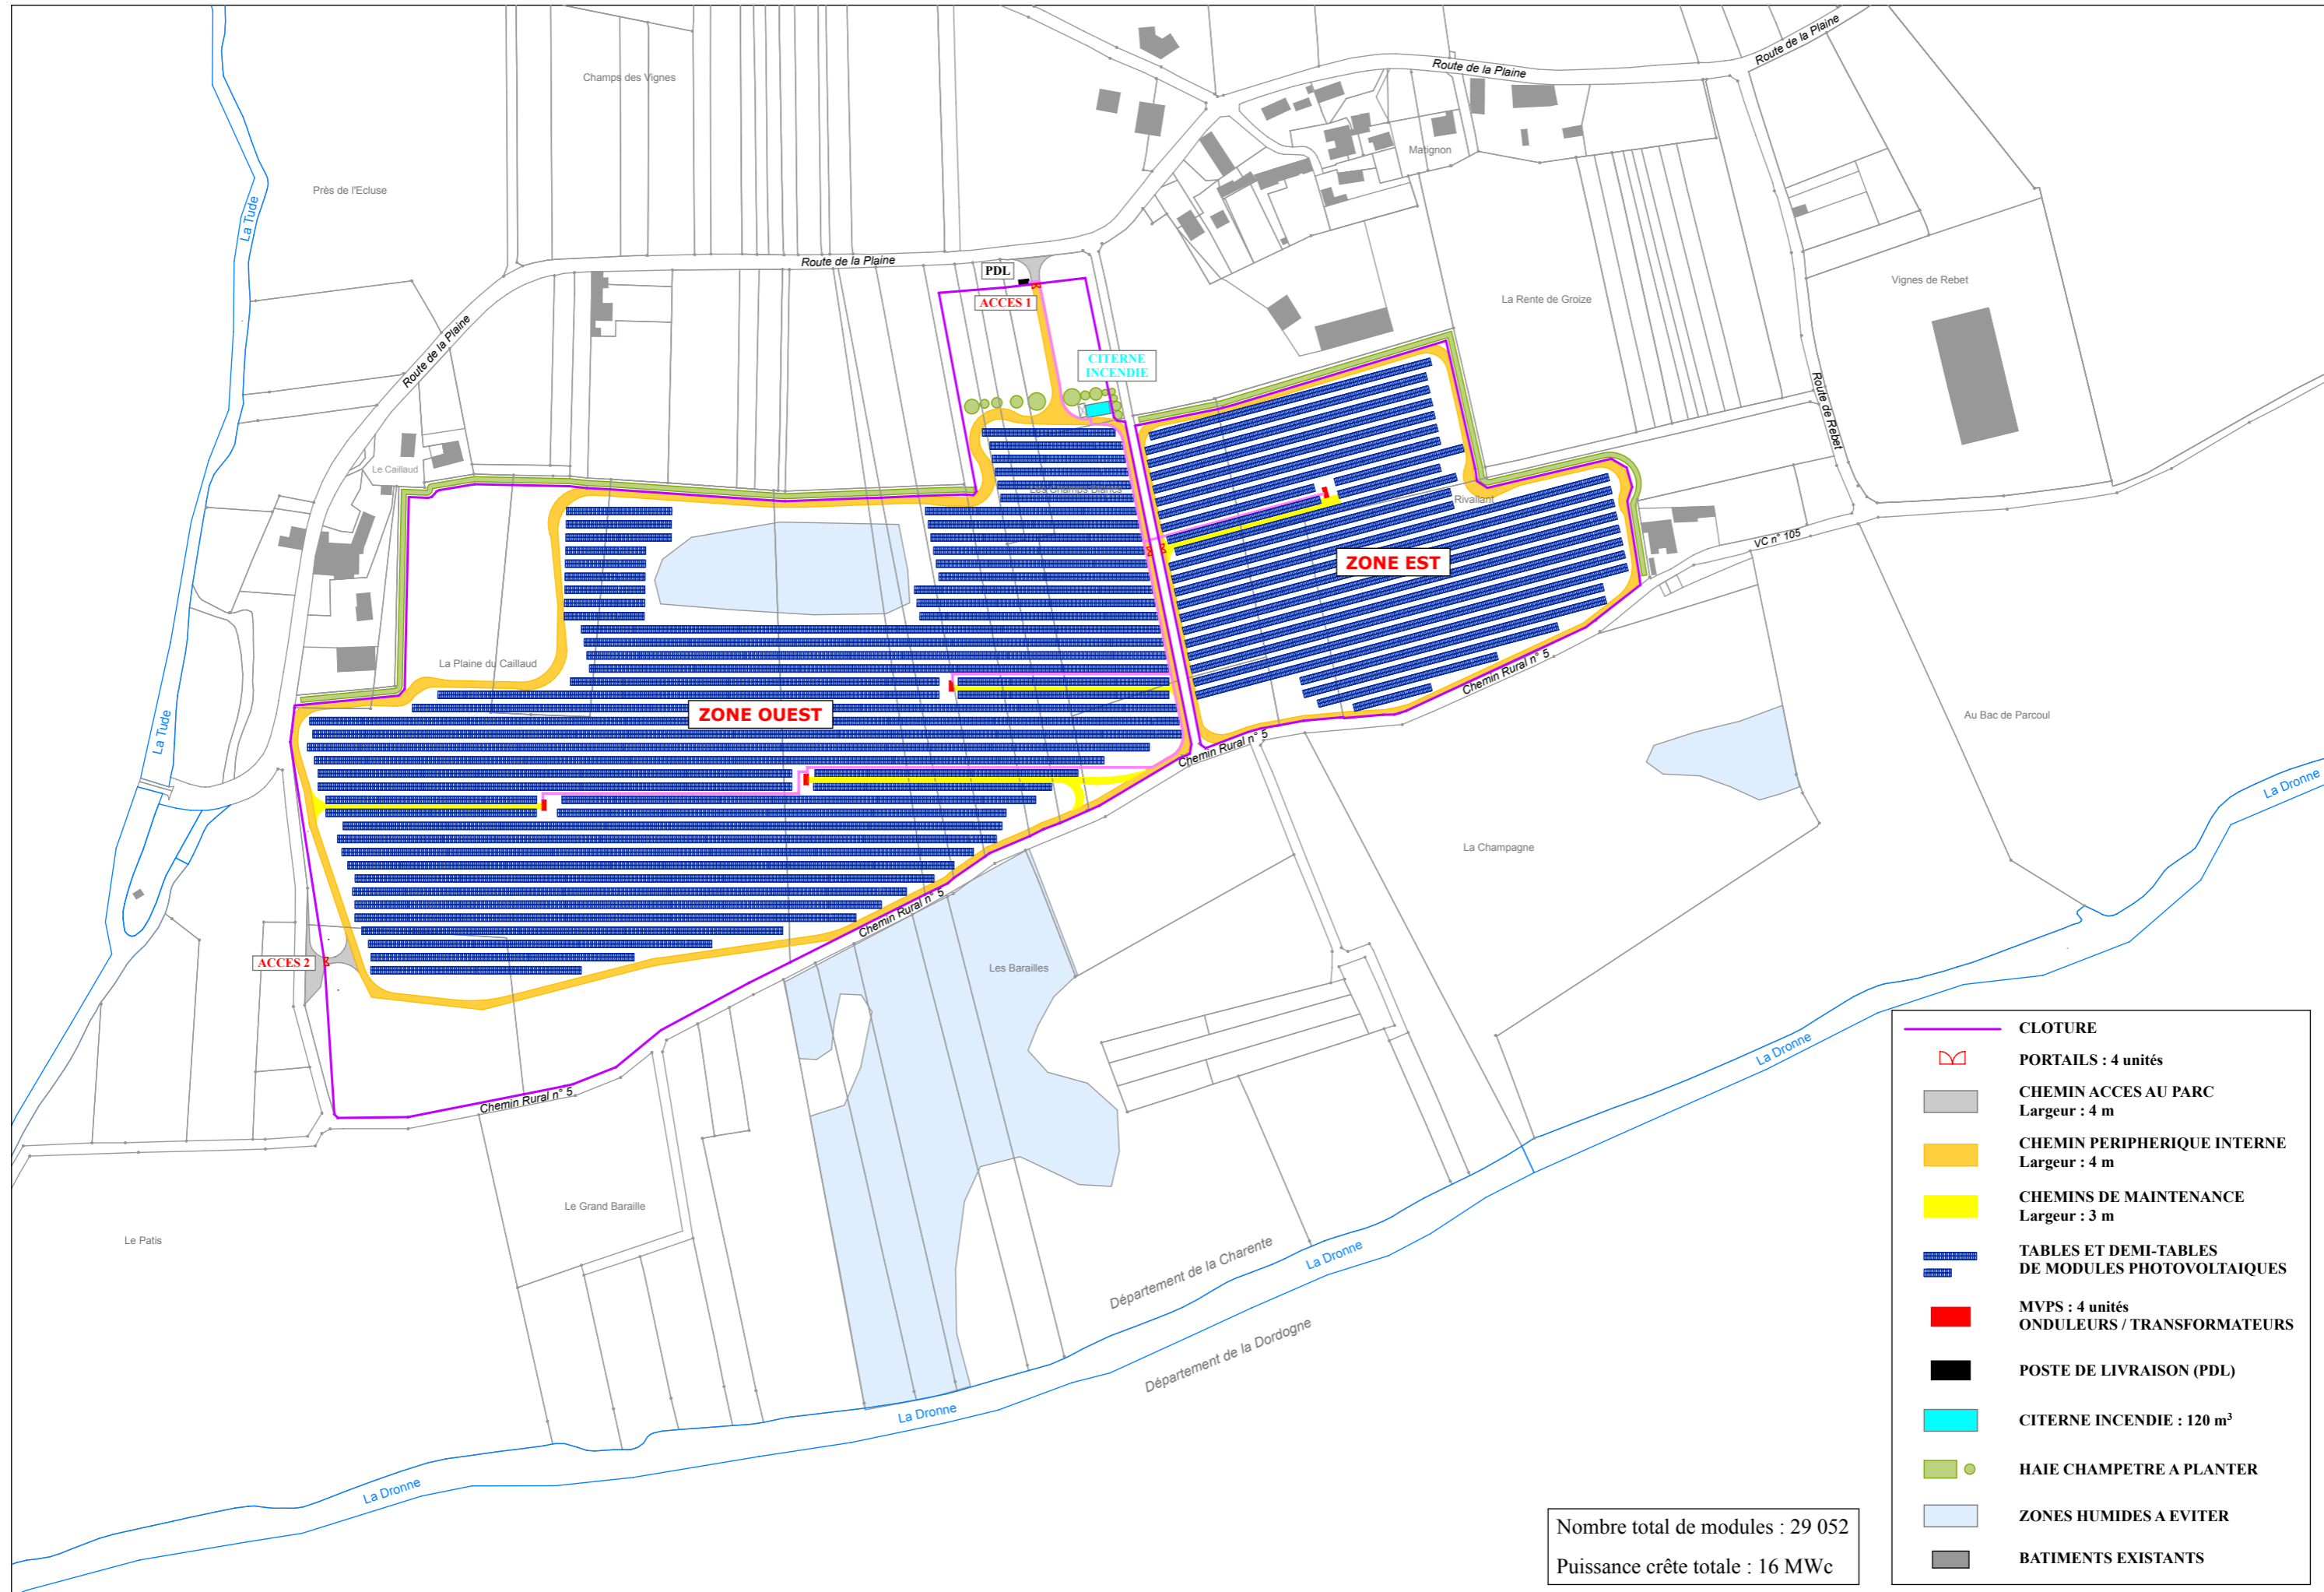 Route de la Plaine
Route de la Plaine
Champs des Vignes
Matignon
Près de l'Ecluse
La Tude
Route de la Plaine
PDL
ACCES 1
Vignes de Rebet
La Rente de Groize
Route de la Plaine
CITERNE
INCENDIE
Route de Rebet
Le Caillaud
Les Champs Blancs
Rivallant
VC n° 105
ZONE EST
La Plaine du Caillaud
Chemin Rural n° 5
ZONE OUEST
La Tude
Au Bac de Parcoul
Chemin Rural n° 5
La Dronne
La Champagne
Chemin Rural n° 5
ACCES 2
Les Barailles
La Dronne
Chemin Rural n° 5
Le Grand Baraille
Le Patis
Département de la Charente
La Dronne
Département de la Dordogne
La Dronne
La Dronne
CLOTURE
PORTAILS : 4 unités
CHEMIN ACCES AU PARC
Largeur : 4 m
CHEMIN PERIPHERIQUE INTERNE
Largeur : 4 m
CHEMINS DE MAINTENANCE
Largeur : 3 m
TABLES ET DEMI-TABLES
DE MODULES PHOTOVOLTAIQUES
MVPS : 4 unités
ONDULEURS / TRANSFORMATEURS
POSTE DE LIVRAISON (PDL)
CITERNE INCENDIE : 120 m³
HAIE CHAMPETRE A PLANTER
ZONES HUMIDES A EVITER
BATIMENTS EXISTANTS
Nombre total de modules : 29 052
Puissance crête totale : 16 MWc